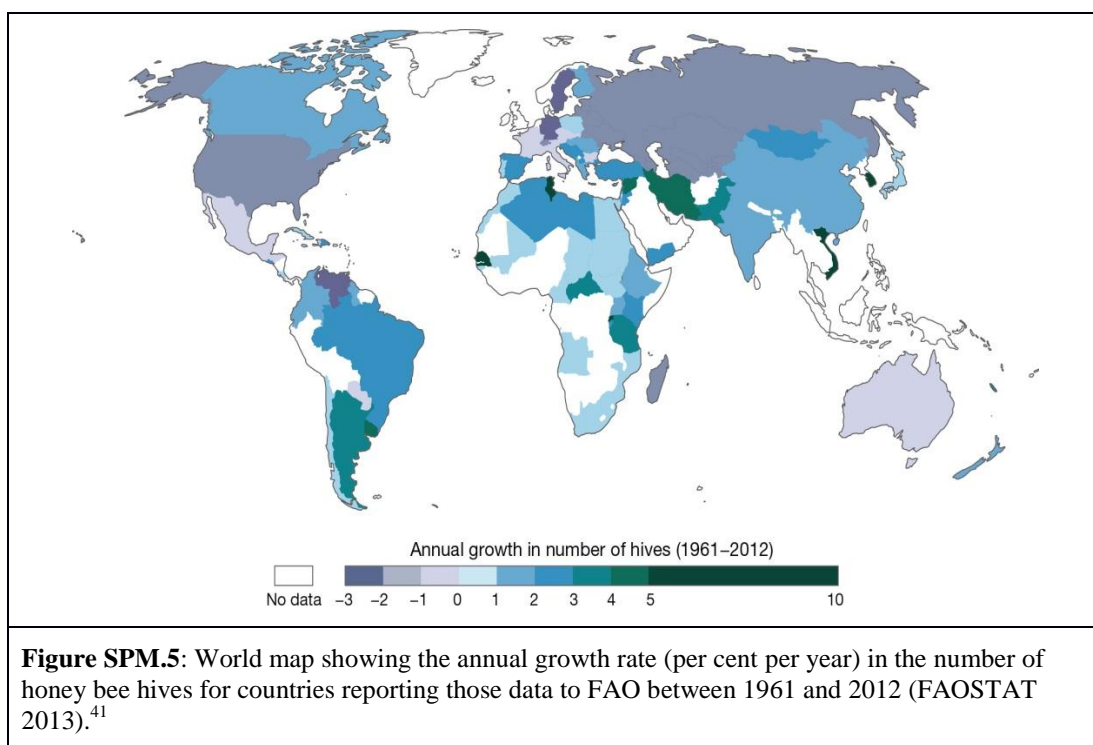 Annual growth in number of hives (1961–2012)
No data −3 −2 −1 0 1 2 3 4 5 10
Figure SPM.5: World map showing the annual growth rate (per cent per year) in the number of
honey bee hives for countries reporting those data to FAO between 1961 and 2012 (FAOSTAT
2013).41